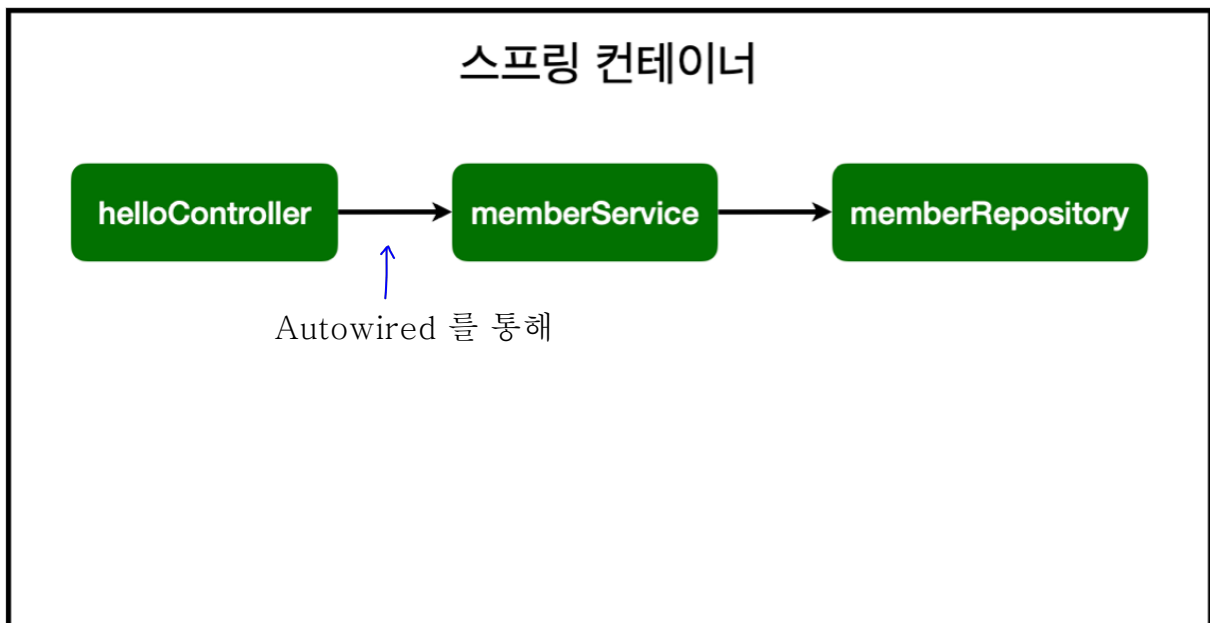 스프링 컨테이너
helloController
memberService
memberRepository
Autowired 를 통해